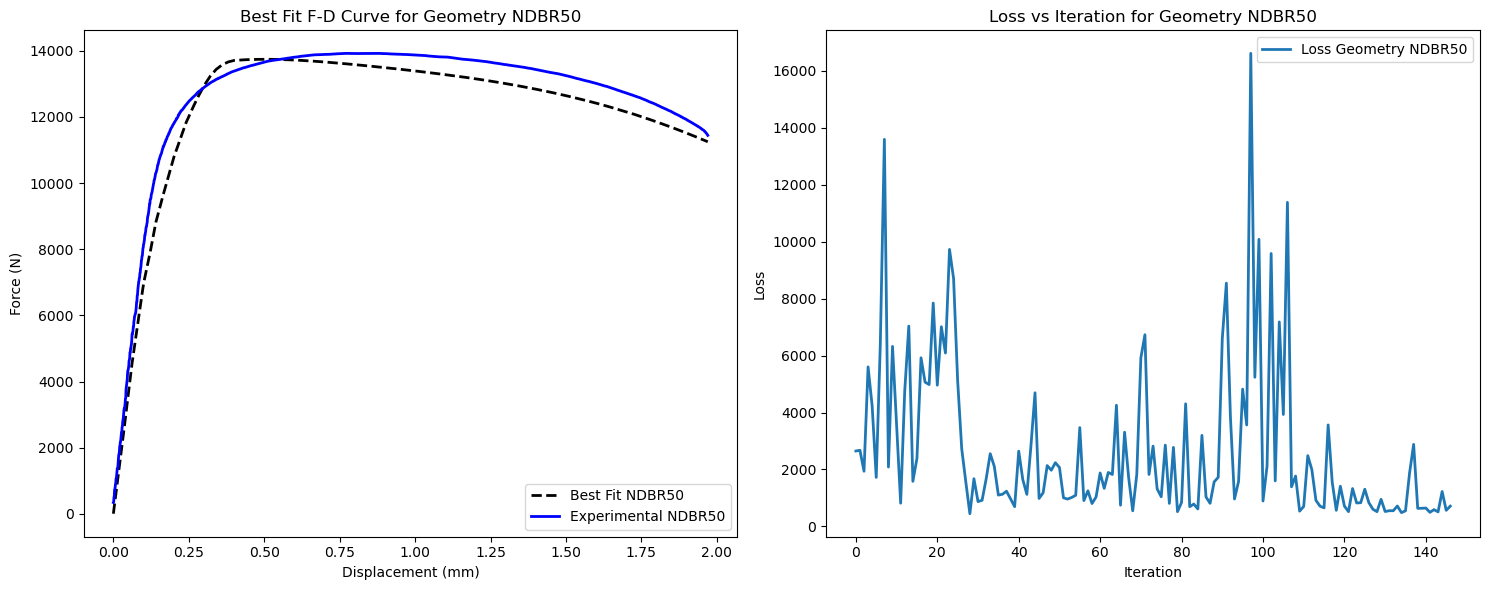 Best Fit F-D Curve for Geometry NDBR50
14000
12000
10000
8000
6000
4000
2000
0
Force (N)
0.00 0.25 0.50 0.75 1.00 1.25 1.50 1.75 2.00
Displacement (mm)
Best Fit NDBR50
Experimental NDBR50
Loss vs Iteration for Geometry NDBR50
Loss Geometry NDBR50
16000
14000
12000
10000
8000
6000
4000
2000
0
Loss
0 20 40 60 80 100 120 140
Iteration